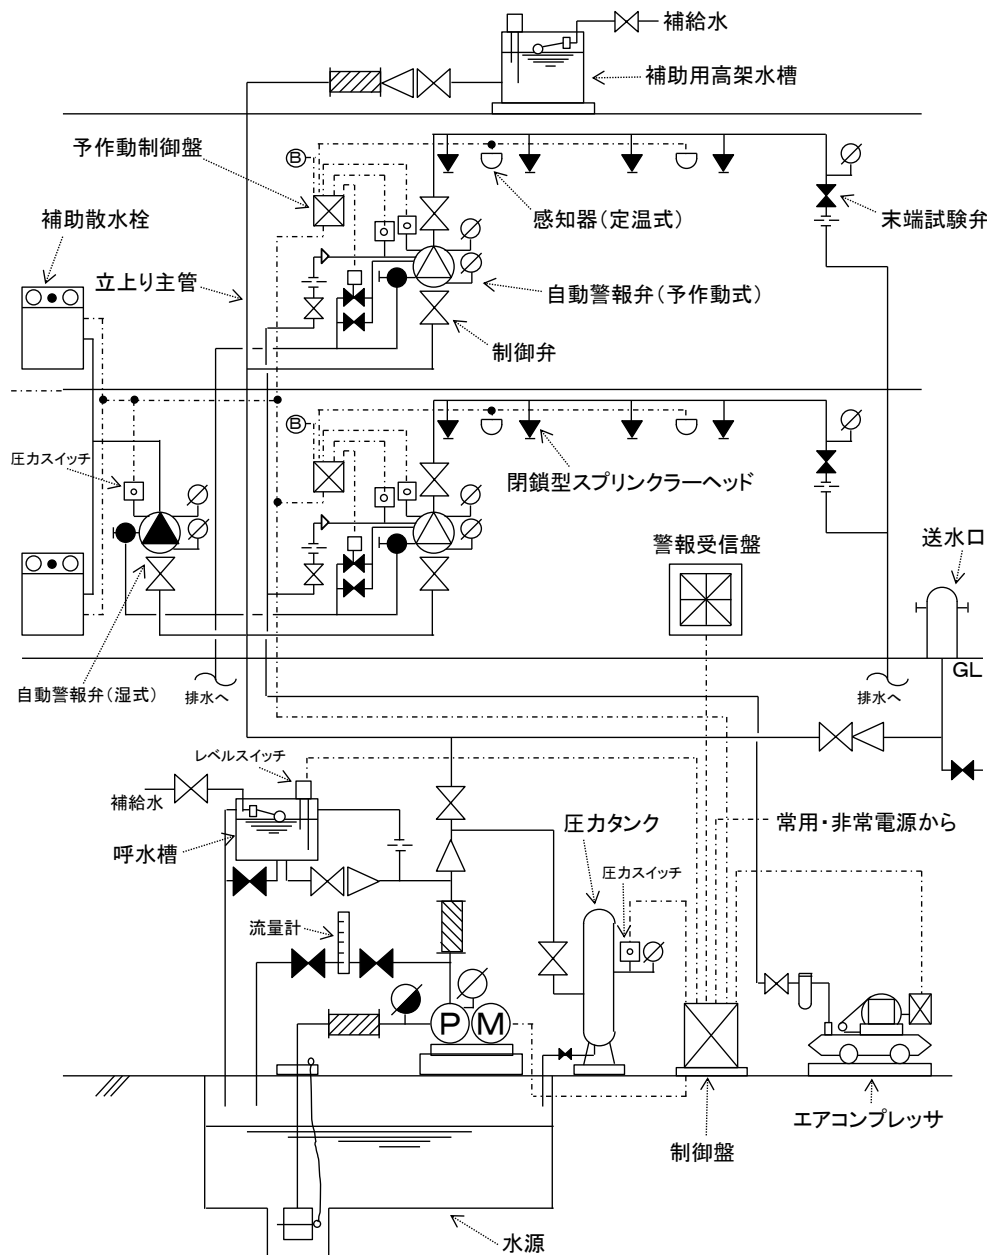 補給水
補助用高架水槽
予作動制御盤
B
感知器（定温式）
末端試験弁
補助散水栓
立上り主管
自動警報弁（予作動式）
制御弁
B
圧力スイッチ
閉鎖型スプリンクラーヘッド
警報受信盤
送水口
GL
自動警報弁（湿式）
排水へ
排水へ
レベルスイッチ
補給水
呼水槽
圧力タンク
常用・非常電源から
圧力スイッチ
流量計
P
M
エアコンプレッサ
制御盤
水源